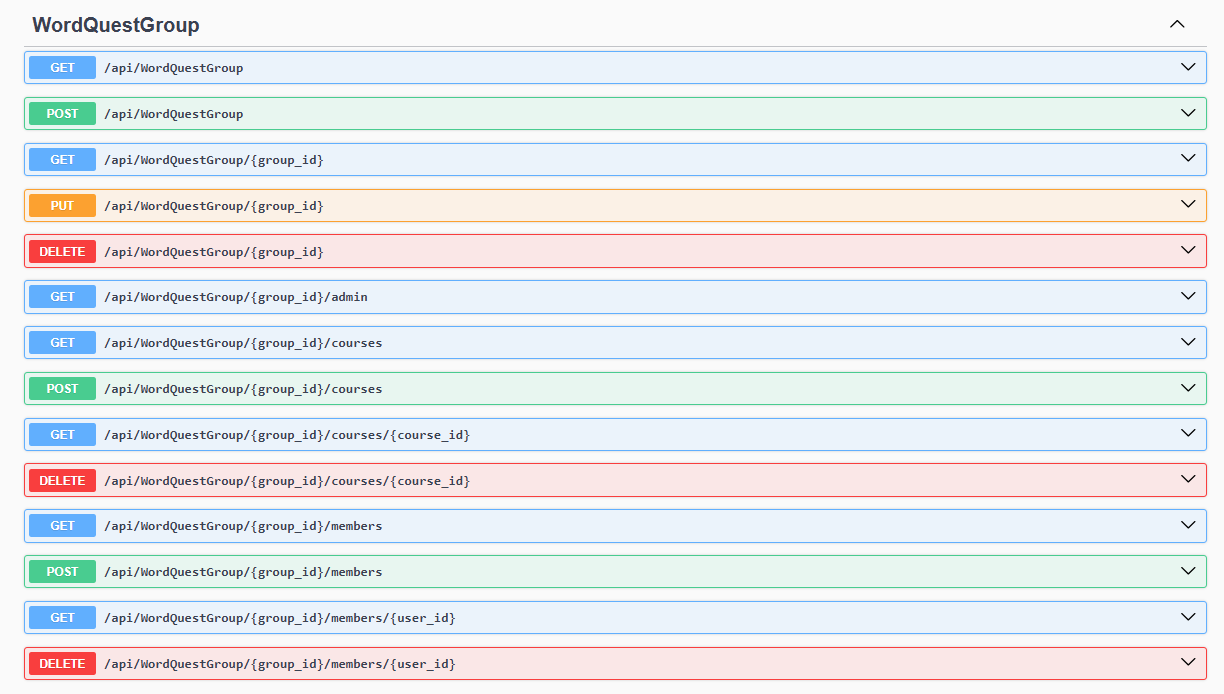 WordQuestGroup
GET /api/WordQuestGroup
POST /api/WordQuestGroup
GET /api/WordQuestGroup/{group_id}
PUT /api/WordQuestGroup/{group_id}
DELETE /api/WordQuestGroup/{group_id}
GET /api/WordQuestGroup/{group_id}/admin
GET /api/WordQuestGroup/{group_id}/courses
POST /api/WordQuestGroup/{group_id}/courses
GET /api/WordQuestGroup/{group_id}/courses/{course_id}
DELETE /api/WordQuestGroup/{group_id}/courses/{course_id}
GET /api/WordQuestGroup/{group_id}/members
POST /api/WordQuestGroup/{group_id}/members
GET /api/WordQuestGroup/{group_id}/members/{user_id}
DELETE /api/WordQuestGroup/{group_id}/members/{user_id}